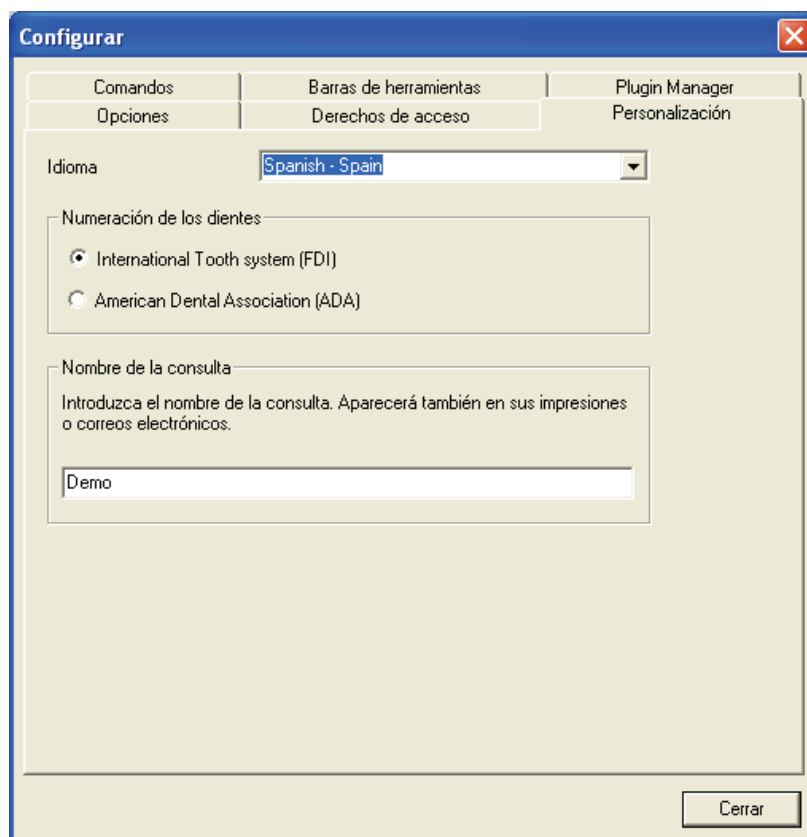 Configurar
Comandos Barras de herramientas Plugin Manager
Opciones Derechos de acceso Personalización
Idioma Spanish - Spain
Numeración de los dientes
International Tooth system (FDI)
American Dental Association (ADA)
Nombre de la consulta
Introduzca el nombre de la consulta. Aparecerá también en sus impresiones
o correos electrónicos.
Demo
Cerrar